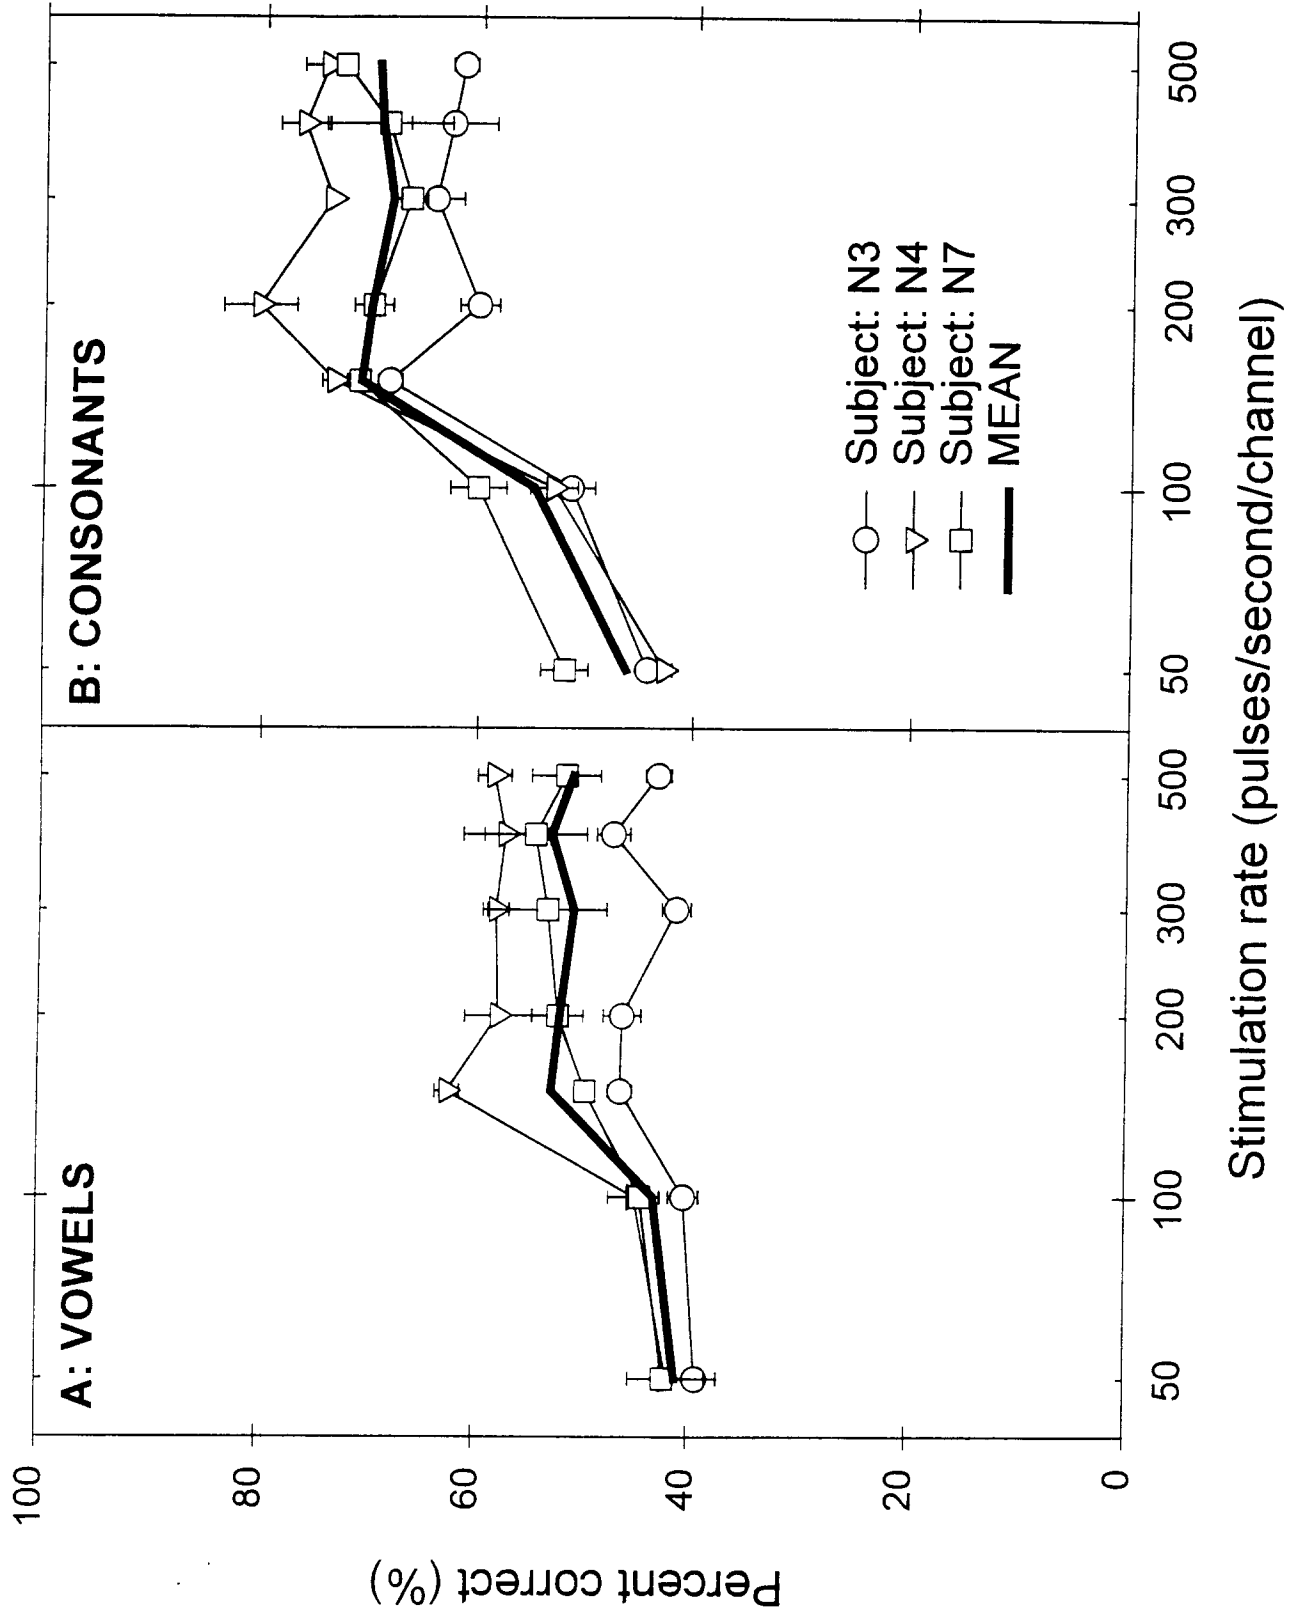 A: VOWELS
B: CONSONANTS
Percent correct (%)
100
80
60
40
20
0
Subject: N3
Subject: N4
Subject: N7
MEAN
50 100 200 300 500 50 100 200 300 500
Stimulation rate (pulses/second/channel)